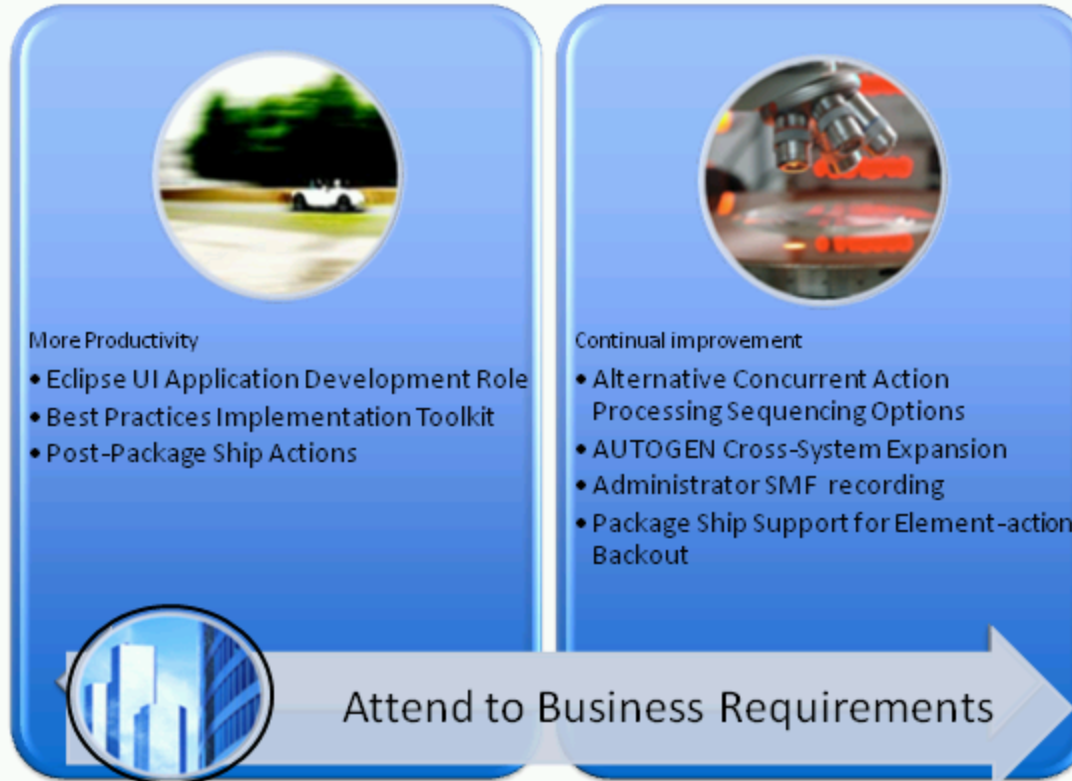 More Productivity
• Eclipse UI Application Development Role
• Best Practices Implementation Toolkit
• Post-Package Ship Actions
Continual improvement
• Alternative Concurrent Action
Processing Sequencing Options
• AUTOGEN Cross-System Expansion
• Administrator SMF recording
• Package Ship Support for Element-action
Backout
Attend to Business Requirements